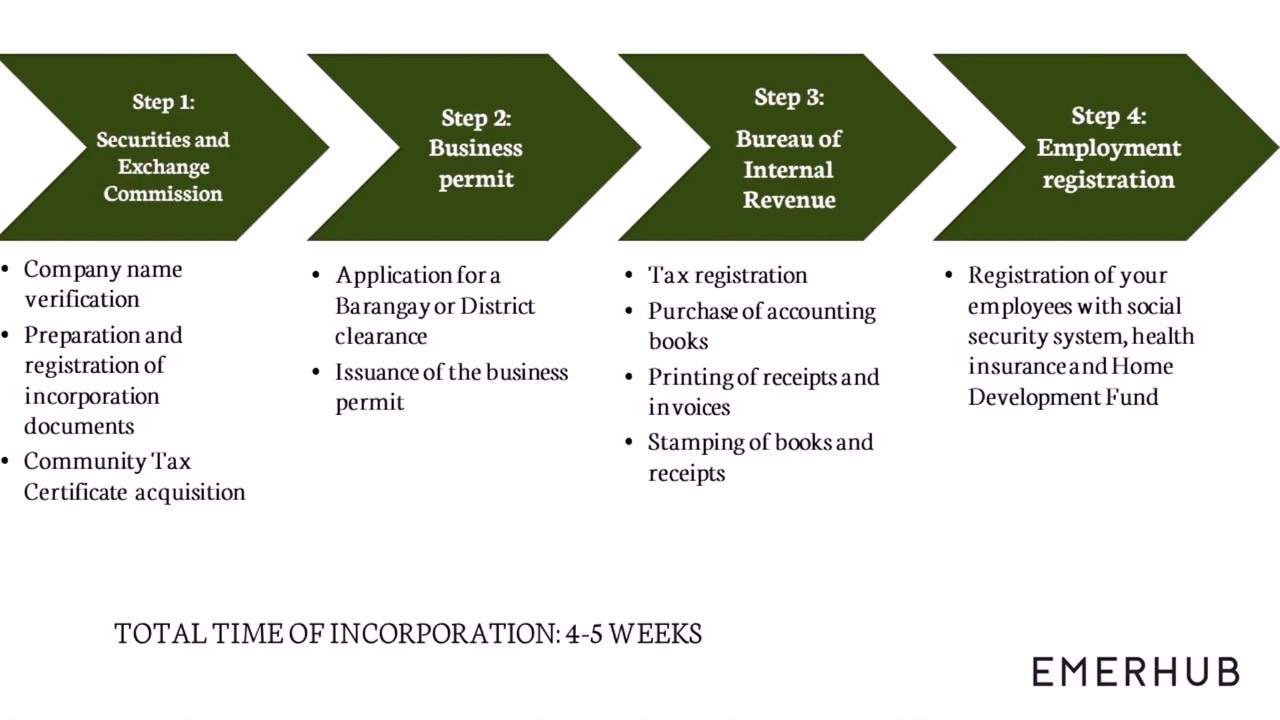 Step 1:
Securities and
Exchange
Commission
Step 2:
Business
permit
Step 3:
Bureau of
Internal
Revenue
Step 4:
Employment
registration
• Company name
verification
• Preparation and
registration of
incorporation
documents
• Community Tax
Certificate acquisition
• Application for a
Barangay or District
clearance
• Issuance of the business
permit
• Tax registration
• Purchase of accounting
books
• Printing of receipts and
invoices
• Stamping of books and
receipts
• Registration of your
employees with social
security system, health
insurance and Home
Development Fund
TOTAL TIME OF INCORPORATION: 4-5 WEEKS
EMERHUB